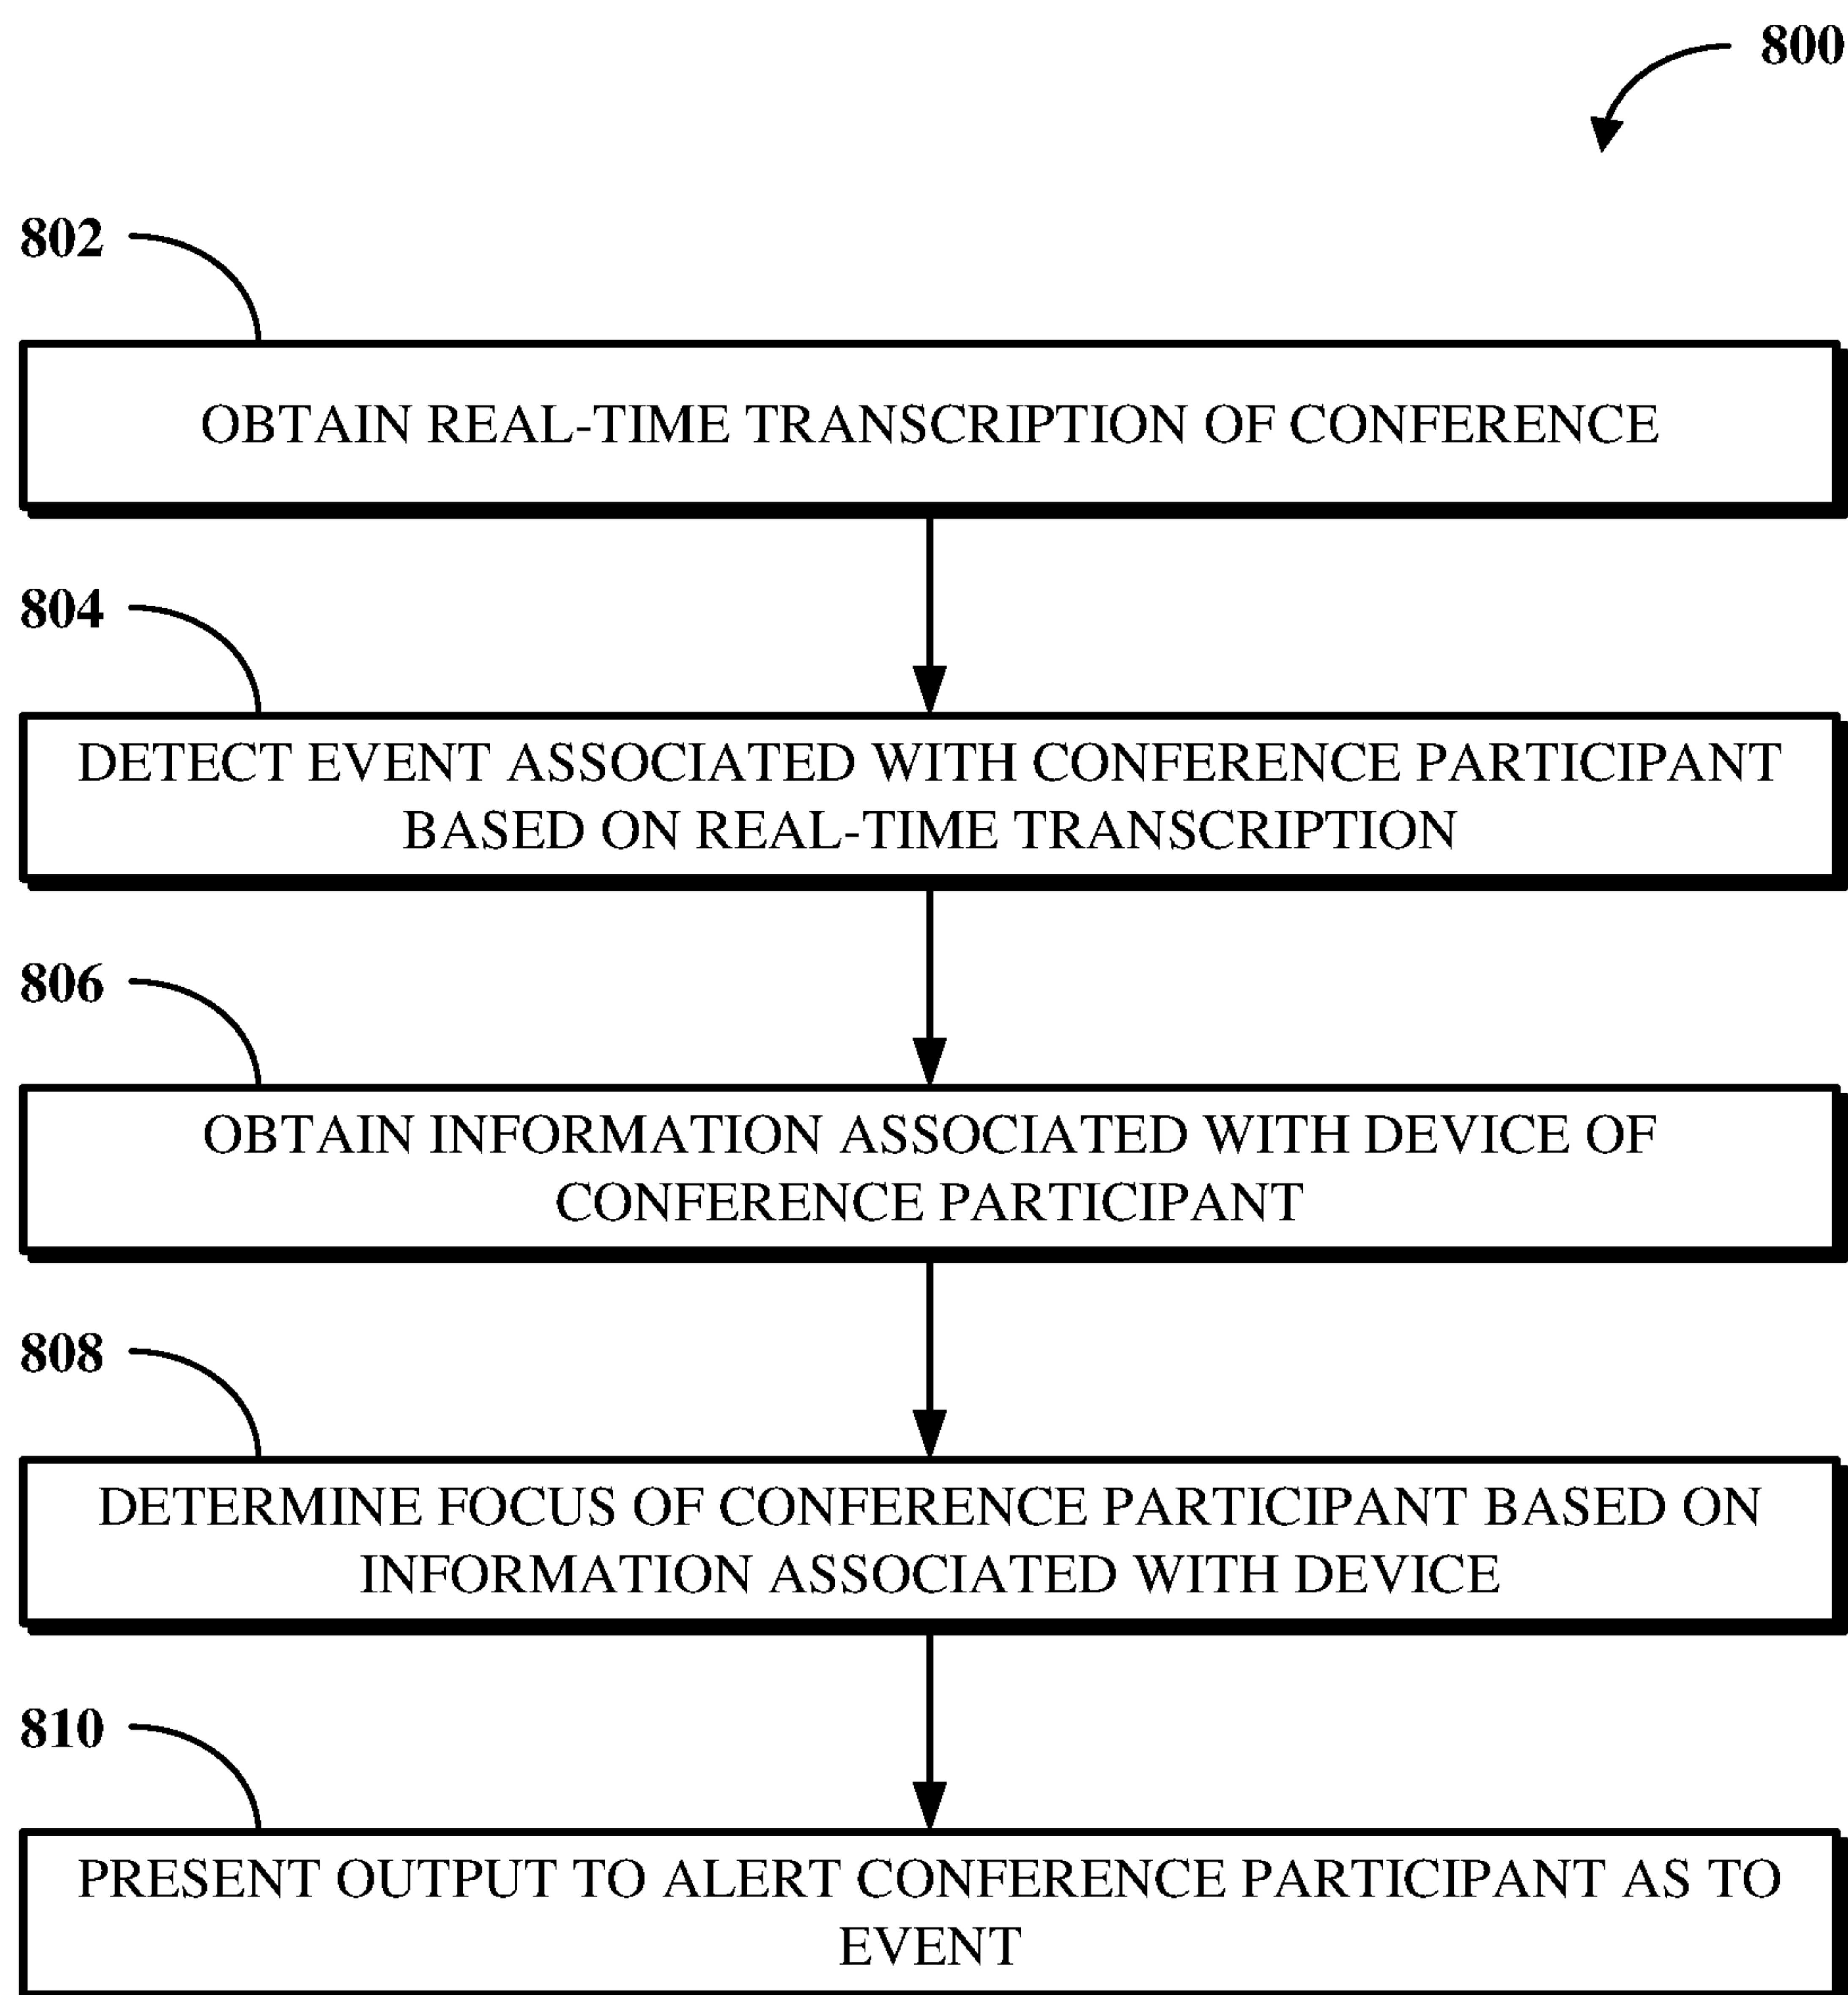 800
802
OBTAIN REAL-TIME TRANSCRIPTION OF CONFERENCE
804
DETECT EVENT ASSOCIATED WITH CONFERENCE PARTICIPANT
BASED ON REAL-TIME TRANSCRIPTION
806
OBTAIN INFORMATION ASSOCIATED WITH DEVICE OF
CONFERENCE PARTICIPANT
808
DETERMINE FOCUS OF CONFERENCE PARTICIPANT BASED ON
INFORMATION ASSOCIATED WITH DEVICE
810
PRESENT OUTPUT TO ALERT CONFERENCE PARTICIPANT AS TO
EVENT